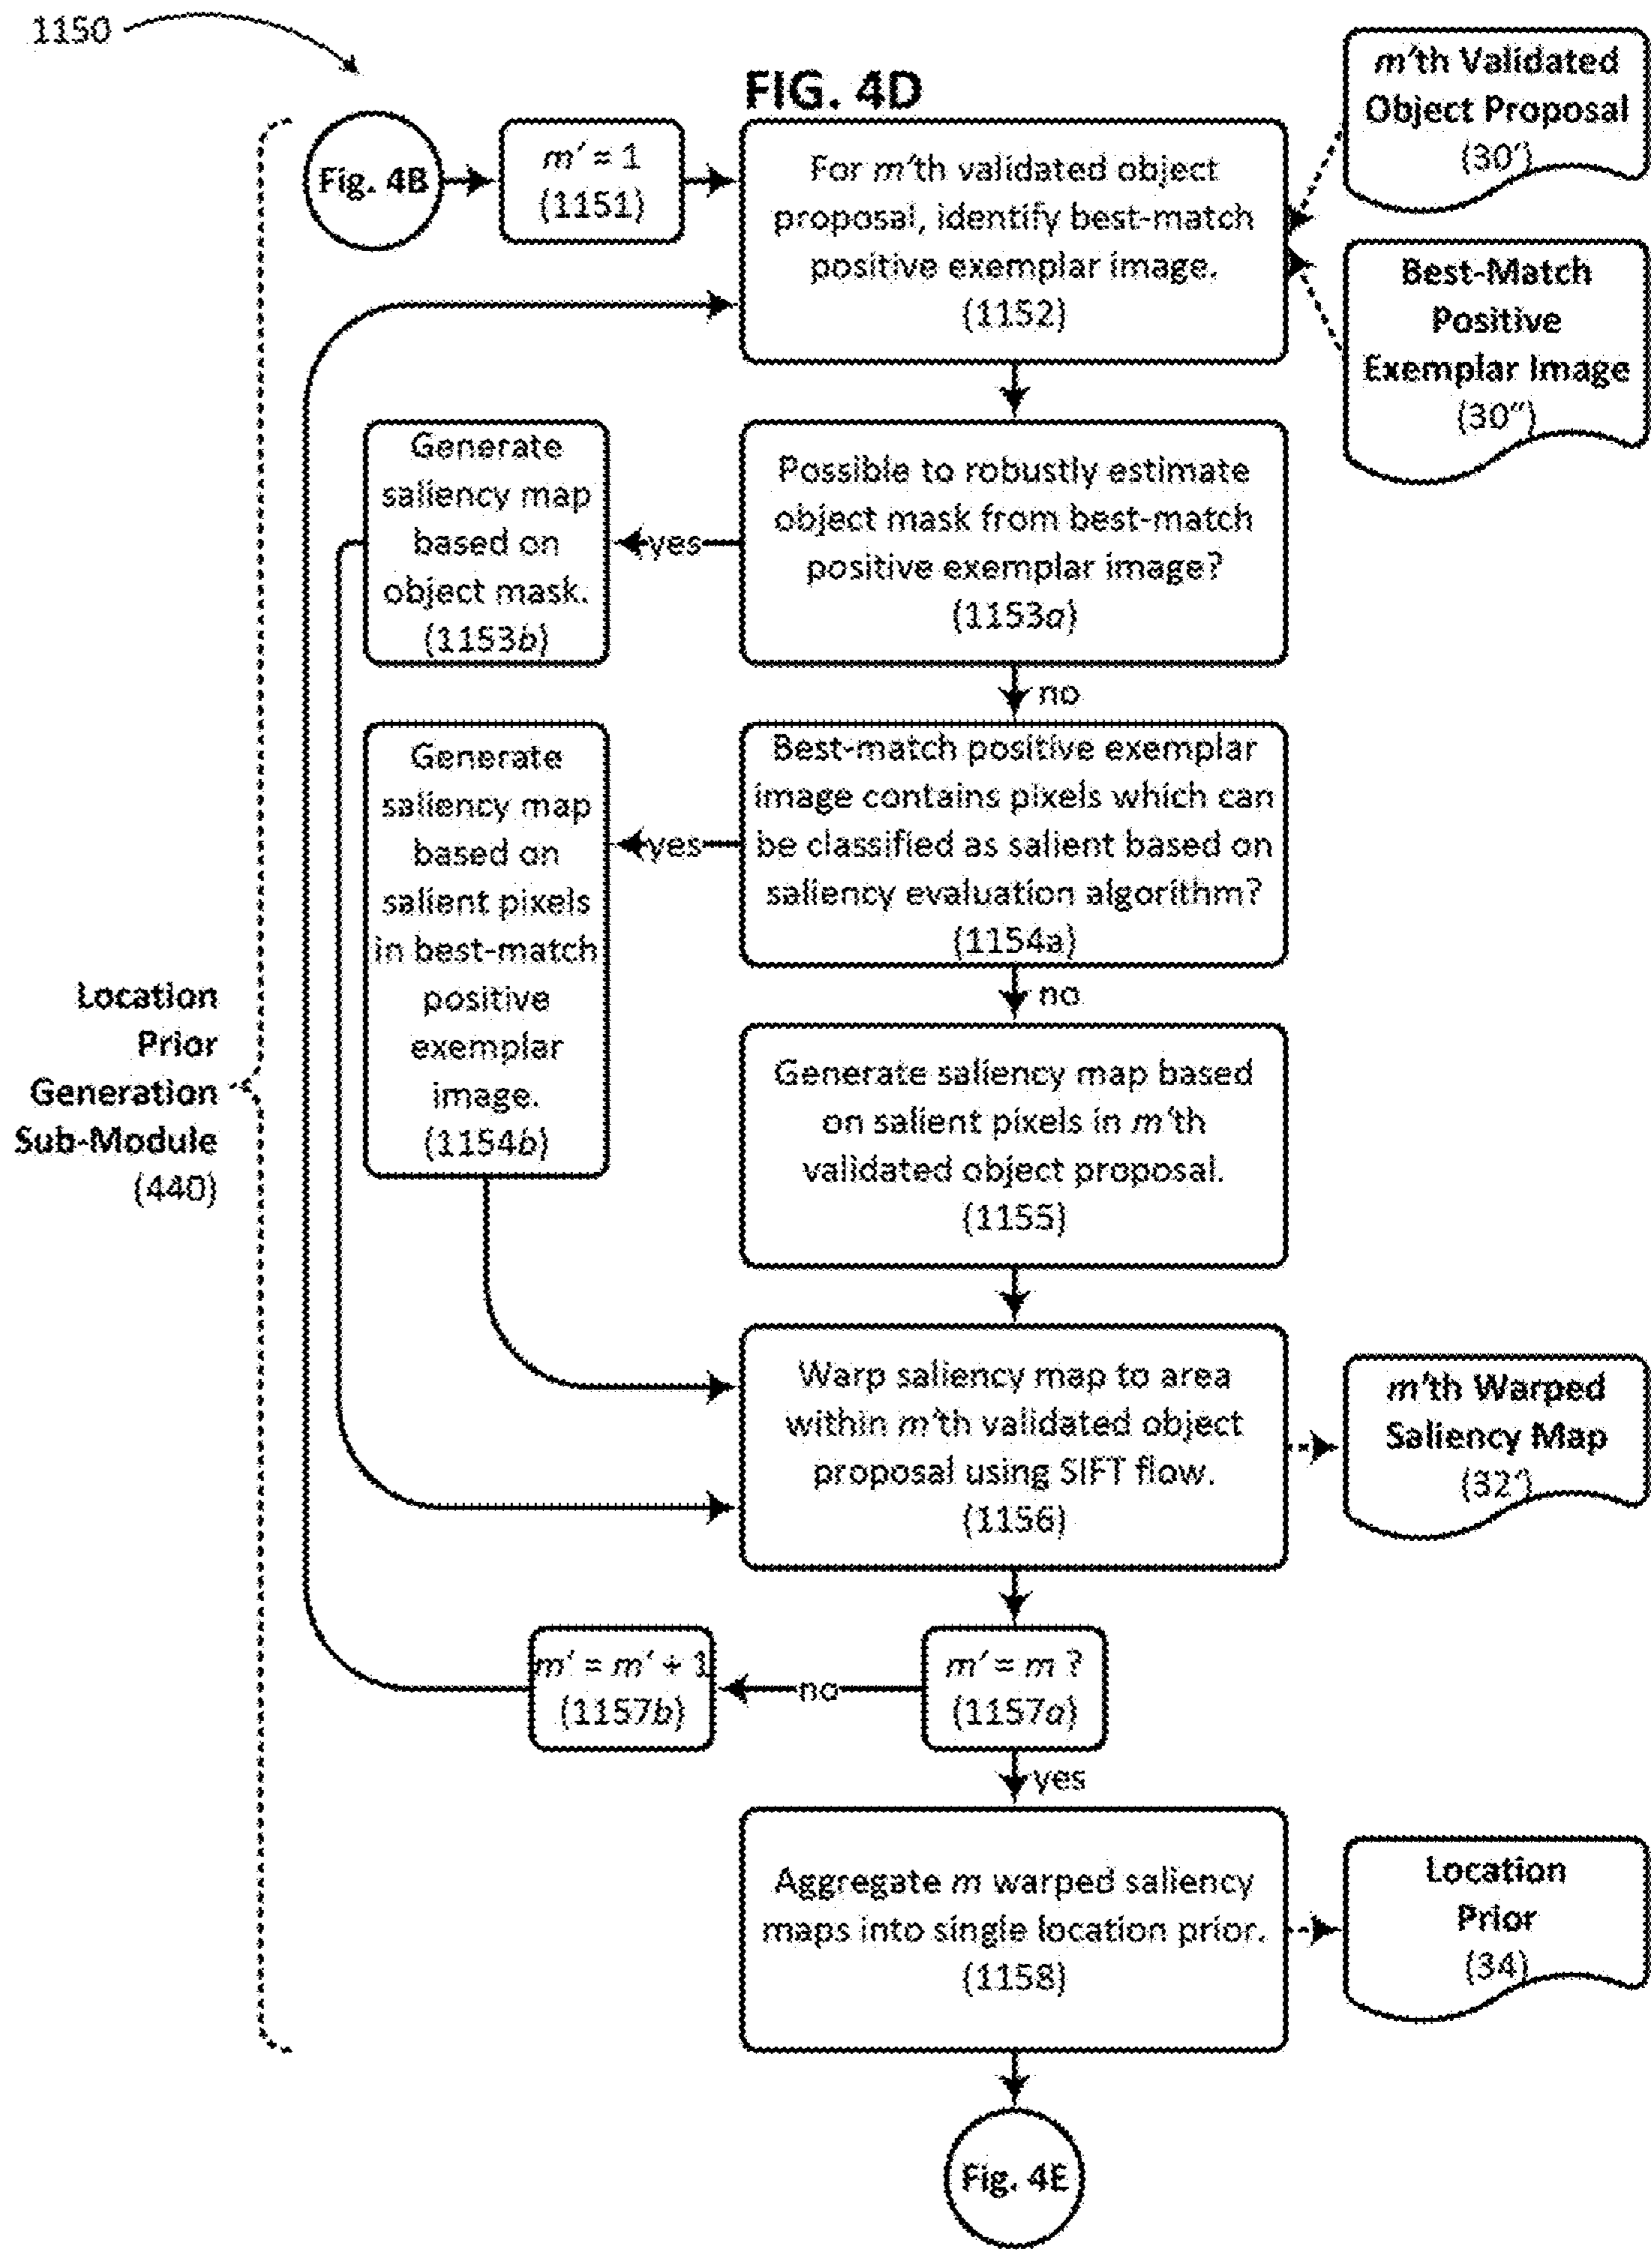 1150
FIG. 4D
Fig. 4B
m' = 1
(1151)
For m'th validated object
proposal, identify best-match
positive exemplar image.
(1152)
m'th Validated
Object Proposal
(30')
Best-Match
Positive
Exemplar Image
(30")
Possible to robustly estimate
object mask from best-match
positive exemplar image?
(1153a)
yes
Generate
saliency map
based on
object mask.
(1153b)
no
Best-match positive exemplar
image contains pixels which can
be classified as salient based on
saliency evaluation algorithm?
(1154a)
yes
Generate
saliency map
based on
salient pixels
in best-match
positive
exemplar
image.
(1154b)
no
Location
Prior
Generation
Sub-Module
(440)
Generate saliency map based
on salient pixels in m'th
validated object proposal.
(1155)
Warp saliency map to area
within m'th validated object
proposal using SIFT flow.
(1156)
m'th Warped
Saliency Map
(32')
m' = m ?
(1157a)
no
m' = m' + 1
(1157b)
yes
Aggregate m warped saliency
maps into single location prior.
(1158)
Location
Prior
(34)
Fig. 4E